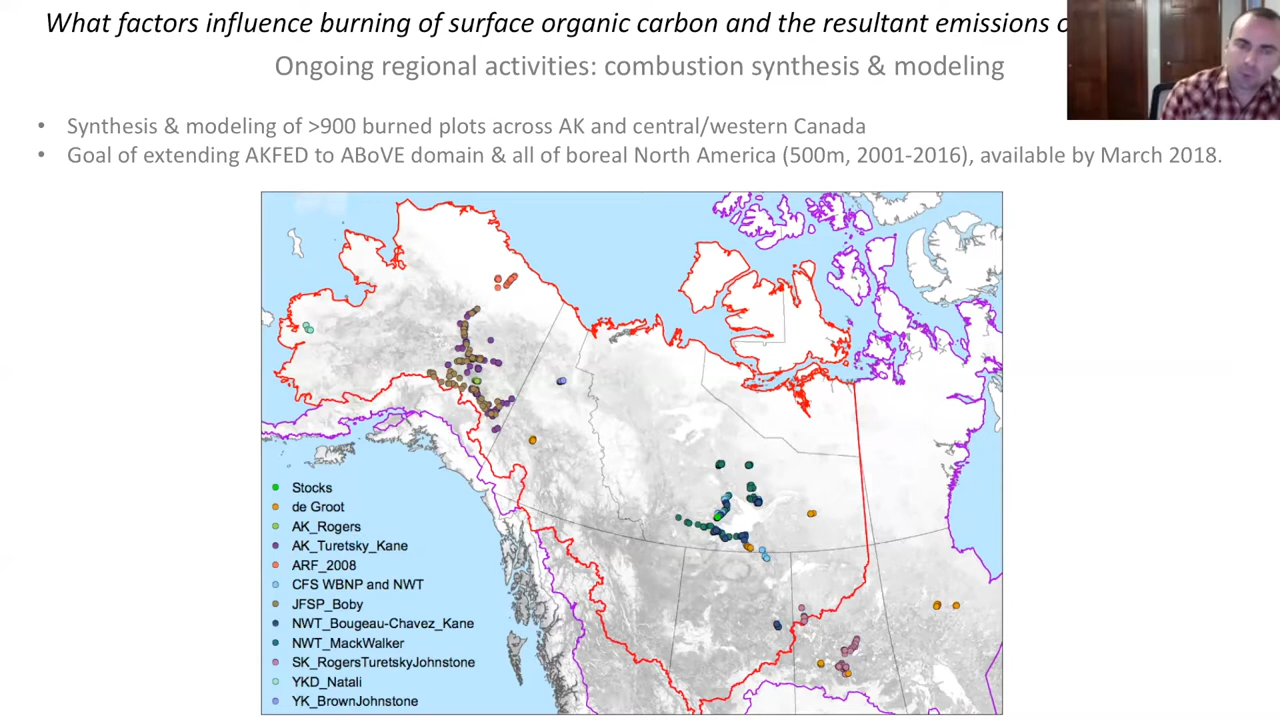 What factors influence burning of surface organic carbon and the resultant emissions
Ongoing regional activities: combustion synthesis & modeling
• Synthesis & modeling of >900 burned plots across AK and central/western Canada
• Goal of extending AKFED to ABoVE domain & all of boreal North America (500m, 2001-2016), available by March 2018.
Stocks
de Groot
AK_Rogers
AK_Turetsky_Kane
ARF_2008
CFS WBNP and NWT
JFSP_Boby
NWT_Bougeau-Chavez_Kane
NWT_MackWalker
SK_RogersTuretskyJohnstone
YKD_Natali
YK_BrownJohnstone